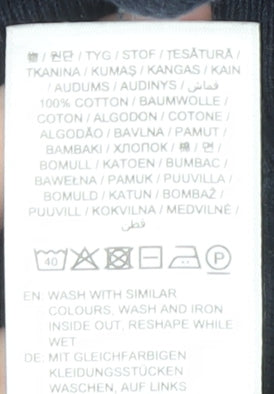 원단 / TYG / STOF / ȚESĂTURĂ /
TKANINA / KUMAŞ / KANGAS / KAIN
/ AUDUMS / AUDINYS / قماش /
100% COTTON / BAUMWOLLE /
COTON / ALGODON / COTONE /
ALGODÃO / BAVLNA / PAMUT /
BAMBAKI / ХЛОПОК / 棉 / 면 /
BOMULL / KATOEN / BUMBAC /
BAWEŁNA / PAMUK / PUUVILLA /
BOMULD / KATUN / BOMBAŽ /
PUUVILL / KOKVILNA / MEDVILNĖ /
قطن
40 P
EN: WASH WITH SIMILAR
COLOURS, WASH AND IRON
INSIDE OUT, RESHAPE WHILE
WET
DE: MIT GLEICHFARBIGEN
KLEIDUNGSSTÜCKEN
WASCHEN, AUF LINKS